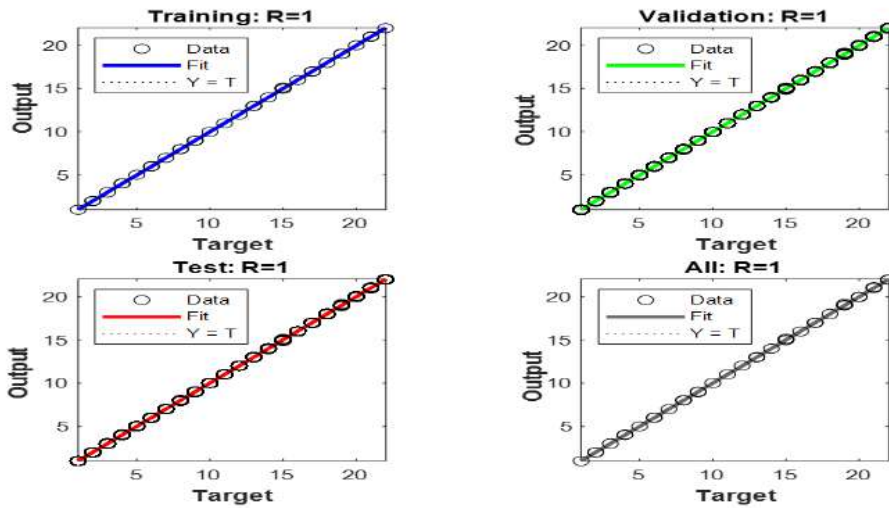 Training: R=1
Data
Fit
Y = T
20
15
10
5
Output
5 10 15 20
Target
Validation: R=1
Data
Fit
Y = T
20
15
10
5
Output
5 10 15 20
Target
Test: R=1
Data
Fit
Y = T
20
15
10
5
Output
5 10 15 20
Target
All: R=1
Data
Fit
Y = T
20
15
10
5
Output
5 10 15 20
Target